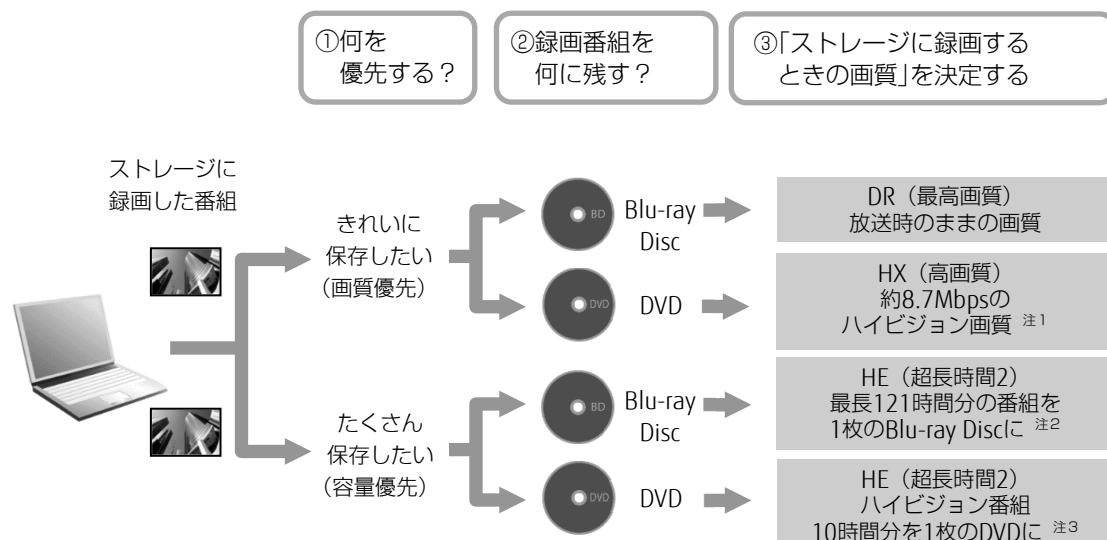 ①何を
優先する？
②録画番組を
何に残す？
③「ストレージに録画する
ときの画質」を決定する
ストレージに
録画した番組
きれいに
保存したい
（画質優先）
BD
Blu-ray
Disc
DR（最高画質）
放送時のままの画質
DVD
DVD
HX（高画質）
約8.7Mbpsの
ハイビジョン画質 注1
たくさん
保存したい
（容量優先）
BD
Blu-ray
Disc
HE（超長時間2）
最長121時間分の番組を
1枚のBlu-ray Discに 注2
DVD
DVD
HE（超長時間2）
ハイビジョン番組
10時間分を1枚のDVDに 注3